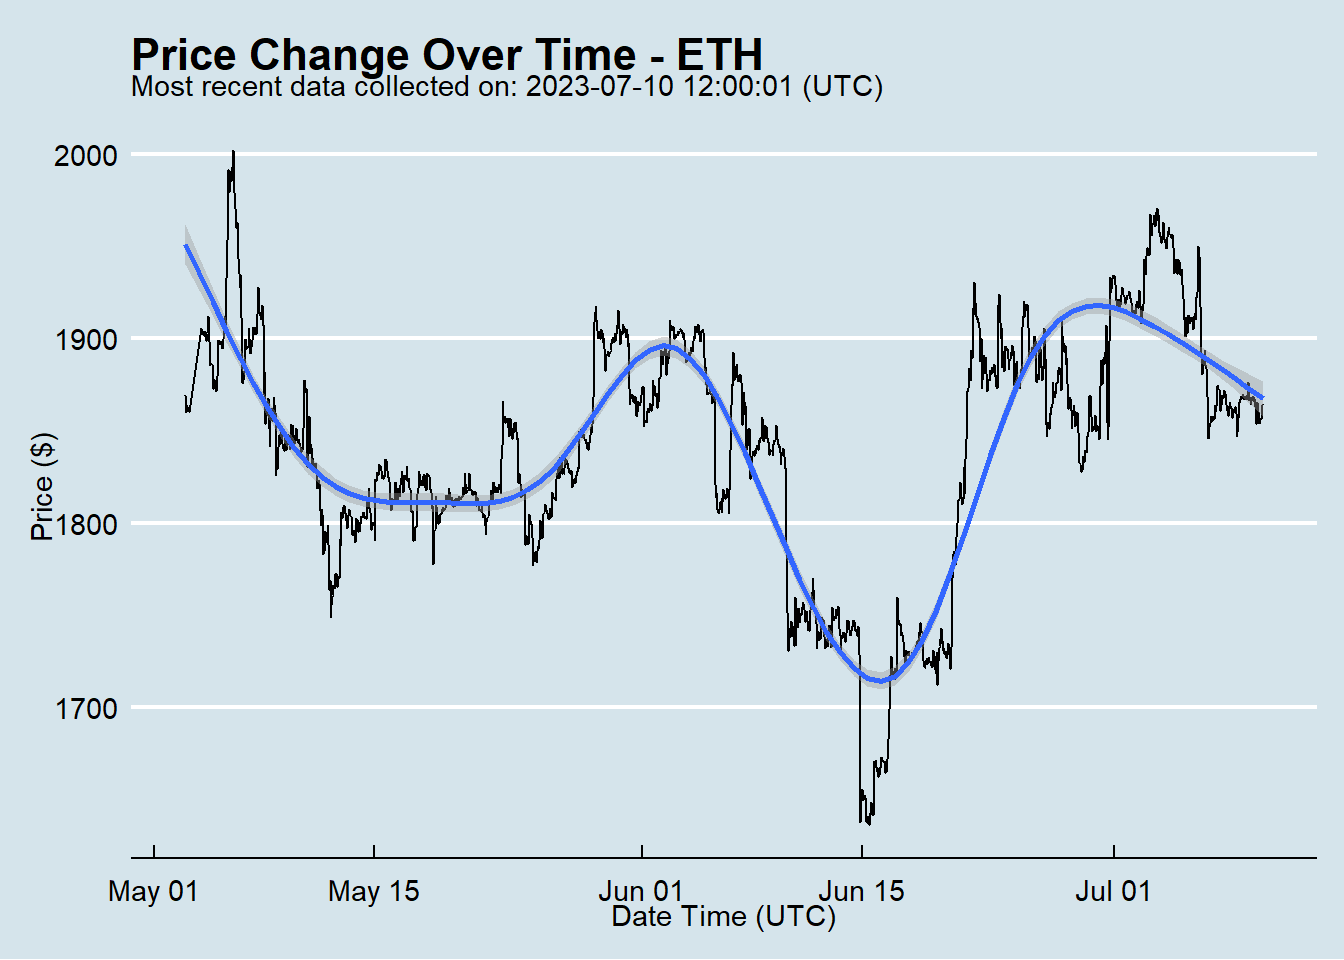 Price Change Over Time - ETH
Most recent data collected on: 2023-07-10 12:00:01 (UTC)
Price ($)
2000
1900
1800
1700
May 01 May 15 Jun 01 Jun 15 Jul 01
Date Time (UTC)